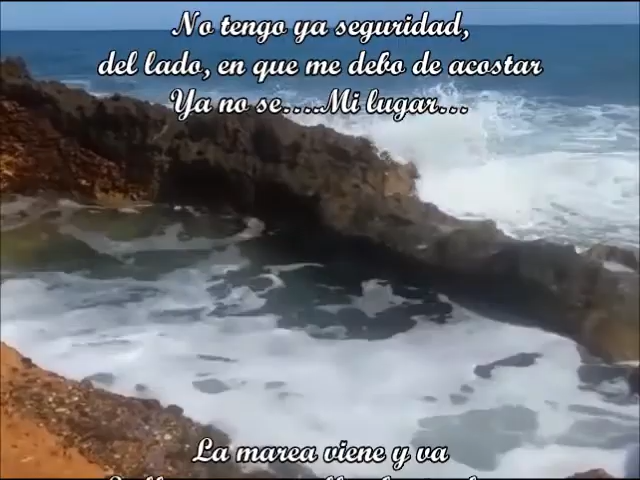 No tengo ya seguridad,
del lado, en que me debo de acostar
Ya no se....Mi lugar...
La marea viene y va